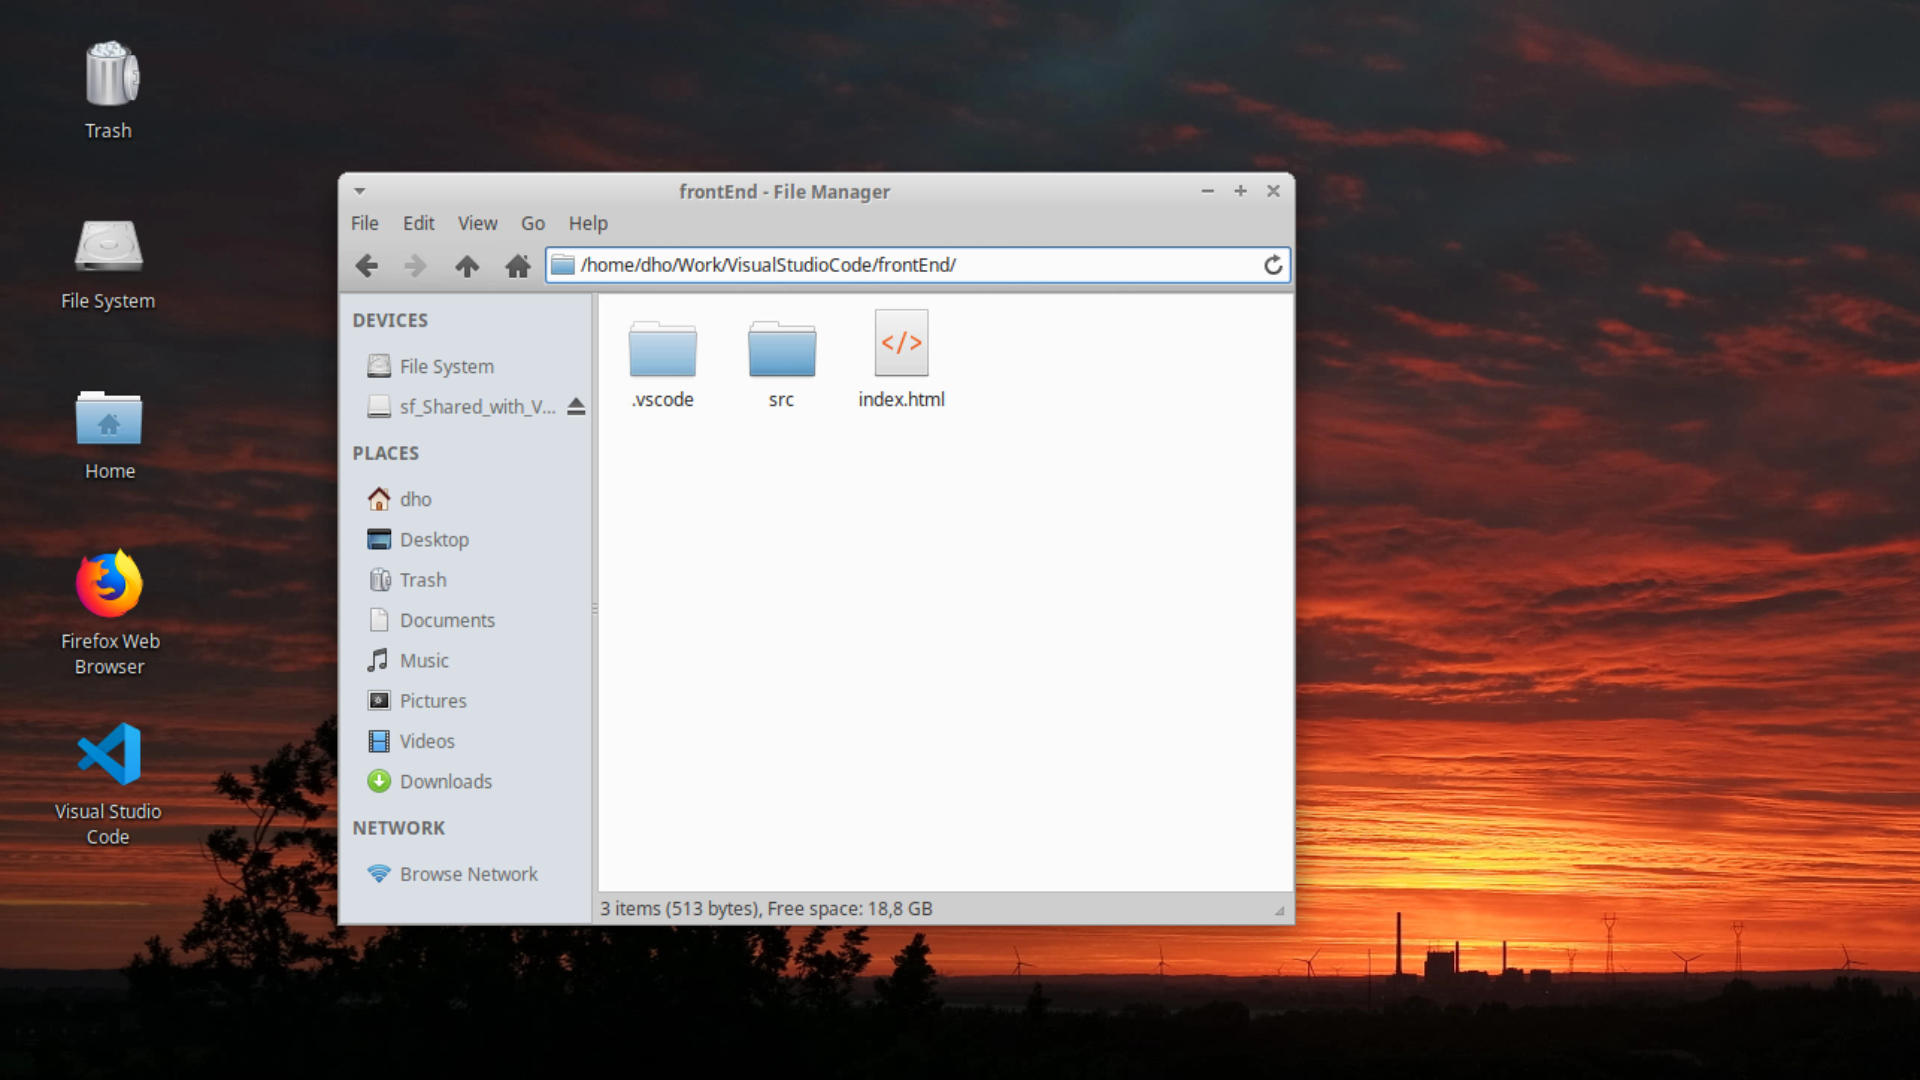 Trash
File System
Home
Firefox Web
Browser
Visual Studio
Code
frontEnd - File Manager
File Edit View Go Help
/home/dho/Work/VisualStudioCode/frontEnd/
DEVICES
File System
sf_Shared_with_V...
PLACES
dho
Desktop
Trash
Documents
Music
Pictures
Videos
Downloads
NETWORK
Browse Network
</>
.vscode src index.html
3 items (513 bytes), Free space: 18,8 GB